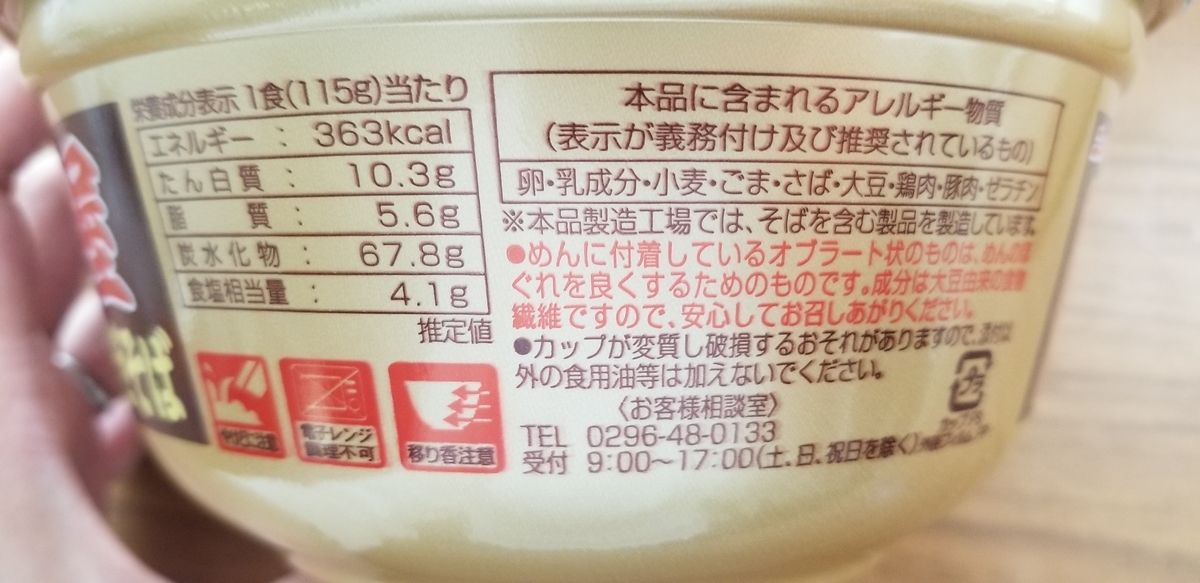 栄養成分表示 1食(115g)当たり
エネルギー : 363kcal
たん白質 : 10.3g
脂質 : 5.6g
炭水化物 : 67.8g
食塩相当量 : 4.1g
推定値
やけどに注意
電子レンジ
調理不可
移り香注意
本品に含まれるアレルギー物質
(表示が義務付け及び推奨されているもの)
卵・乳成分・小麦・ごま・さば・大豆・鶏肉・豚肉・ゼラチン
※本品製造工場では、そばを含む製品を製造しています。
●めんに付着しているオブラート状のものは、めんの
ぐれを良くするためのものです。成分は大豆由来の食物
繊維ですので、安心してお召しあがりください。
●カップが変質し破損するおそれがありますので、添付以
外の食用油等は加えないでください。
〈お客様相談室〉
TEL 0296-48-0133
受付 9:00〜17:00(土、日、祝日を除く)
プラ
そば